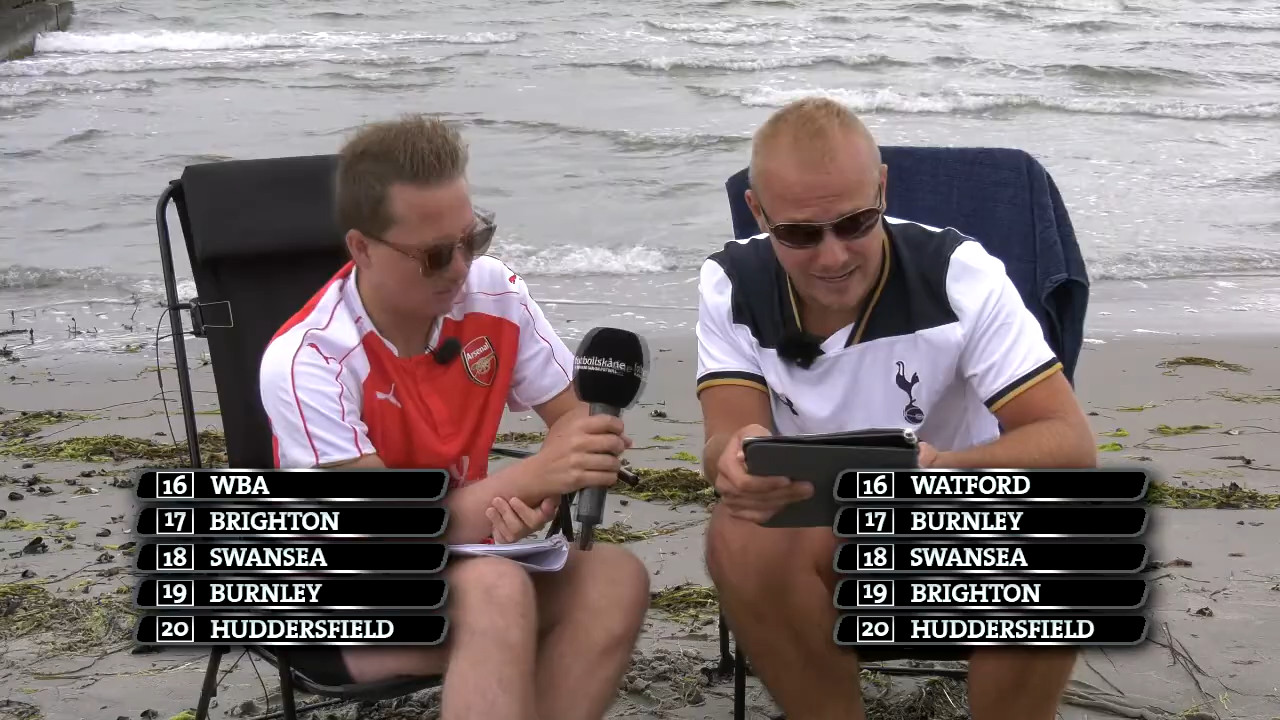 Arsenal
fotbollskåne
16 WBA
17 BRIGHTON
18 SWANSEA
19 BURNLEY
20 HUDDERSFIELD
16 WATFORD
17 BURNLEY
18 SWANSEA
19 BRIGHTON
20 HUDDERSFIELD